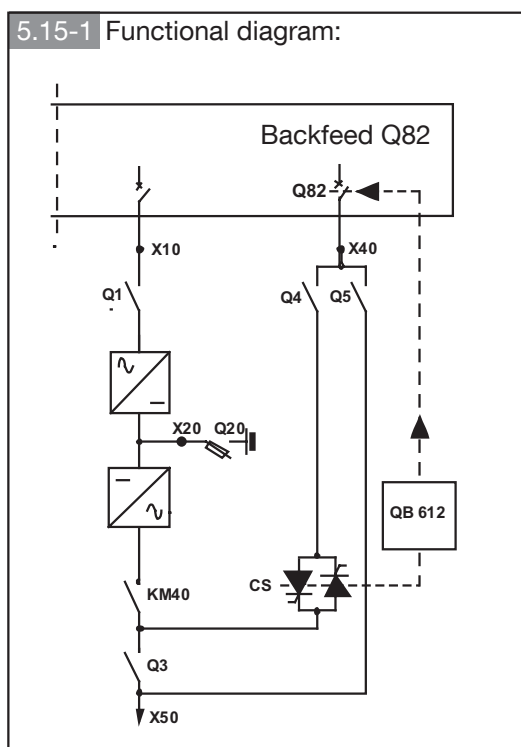 5.15-1 Functional diagram:
Backfeed Q82
Q82
X10
X40
Q1
Q4
Q5
X20
Q20
QB 612
CS
KM40
Q3
X50